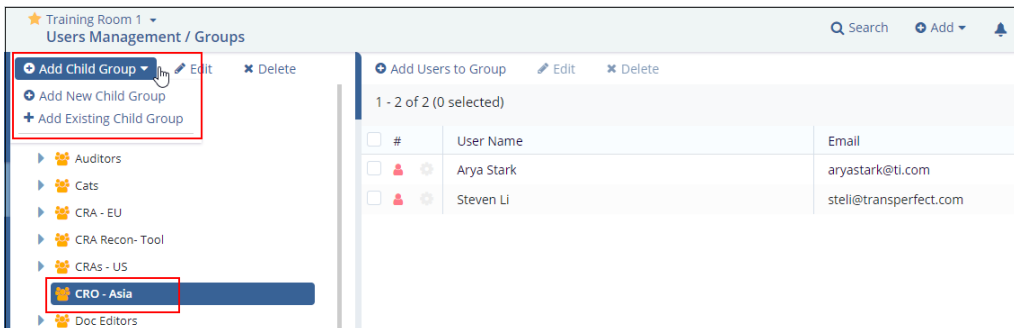 Training Room 1
Users Management / Groups
Search
Add
Add Child Group
Edit
Delete
Add New Child Group
Add Existing Child Group
Auditors
Cats
CRA - EU
CRA Recon- Tool
CRAs - US
CRO - Asia
Doc Editors
Add Users to Group
Edit
Delete
1 - 2 of 2 (0 selected)
# User Name Email
Arya Stark aryastark@ti.com
Steven Li steli@transperfect.com